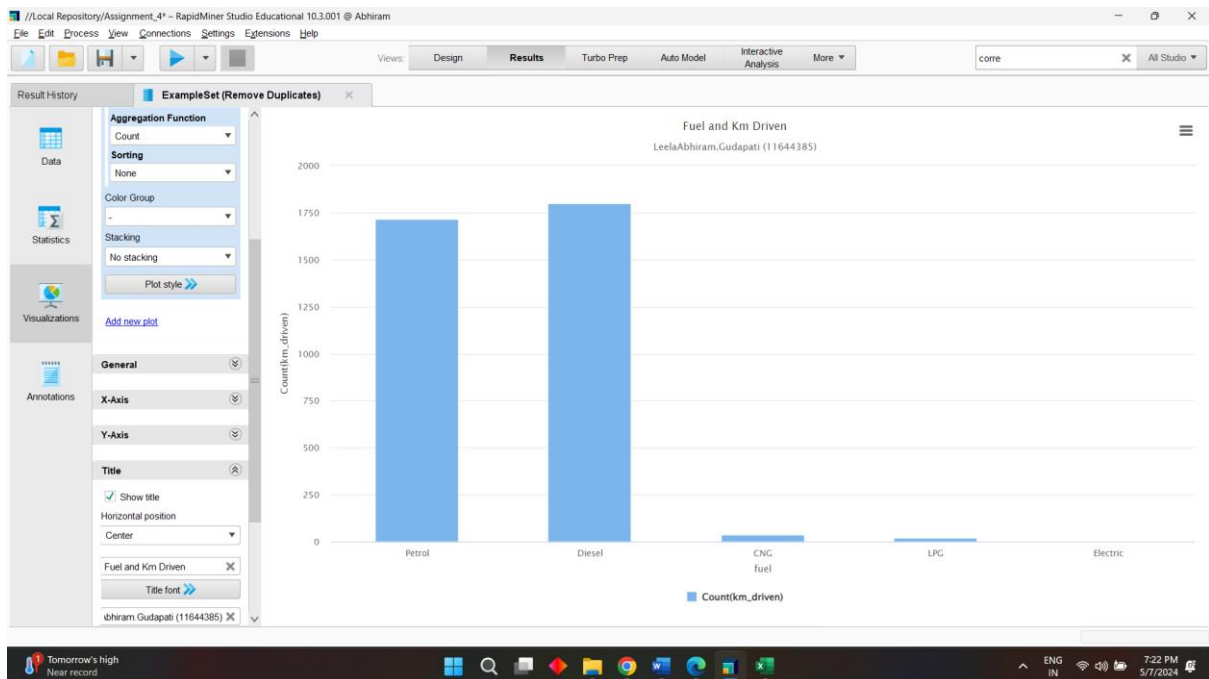 //Local Repository/Assignment_4* – RapidMiner Studio Educational 10.3.001 @ Abhiram
File Edit Process View Connections Settings Extensions Help
Views: Design Results Turbo Prep Auto Model Interactive Analysis More corre All Studio
Result History ExampleSet (Remove Duplicates)
Data
Statistics
Visualizations
Annotations
Aggregation Function
Count
Sorting
None
Color Group
-
Stacking
No stacking
Plot style
Add new plot
General
X-Axis
Y-Axis
Title
Show title
Horizontal position
Center
Fuel and Km Driven
Title font
\bhiram.Gudapati (11644385)
Fuel and Km Driven
LeelaAbhiram.Gudapati (11644385)
Count(km_driven)
2000
1750
1500
1250
1000
750
500
250
0
Petrol Diesel CNG LPG Electric
fuel
Count(km_driven)
1
Tomorrow's high
Near record
ENG
IN
7:22 PM
5/7/2024